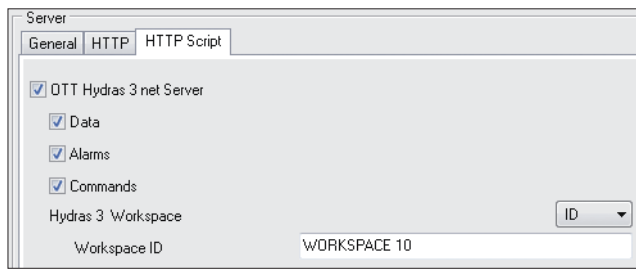 Server
General HTTP HTTP Script
OTT Hydras 3 net Server
Data
Alarms
Commands
Hydras 3 Workspace ID
Workspace ID WORKSPACE 10